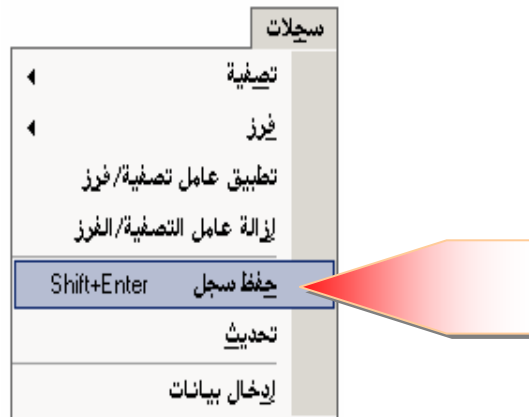 سجلات
تصفية
فرز
تطبيق عامل تصفية/فرز
إزالة عامل التصفية/الفرز
حفظ سجل Shift+Enter
تحديث
إدخال بيانات